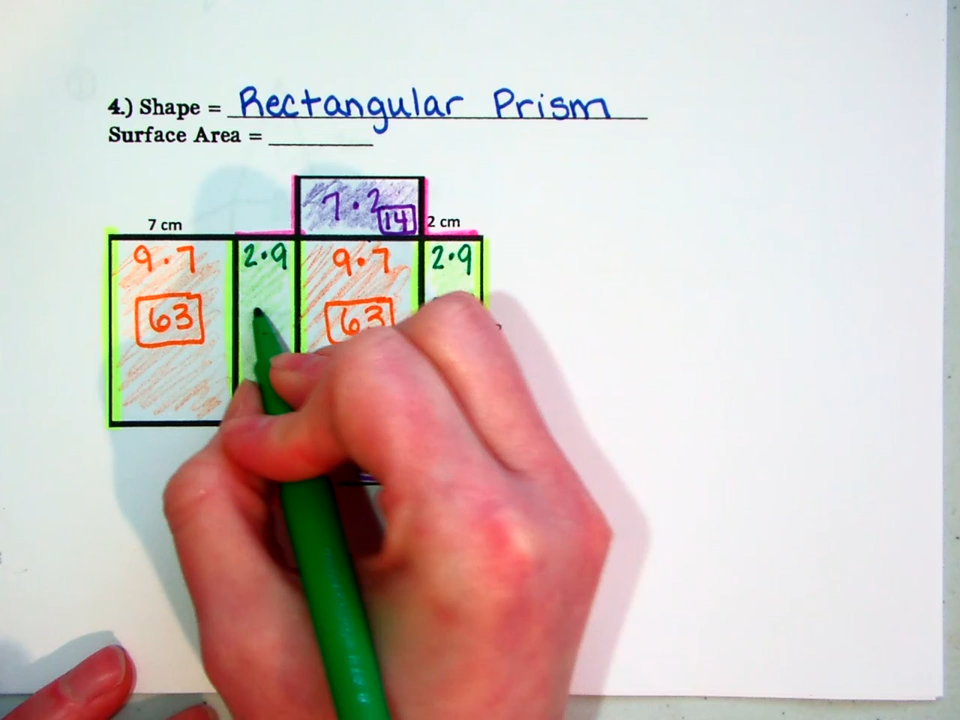 4.) Shape = Rectangular Prism
Surface Area =
7 • 2
14
7 cm
2 cm
9 • 7
2 • 9
9 • 7
2 • 9
63
63